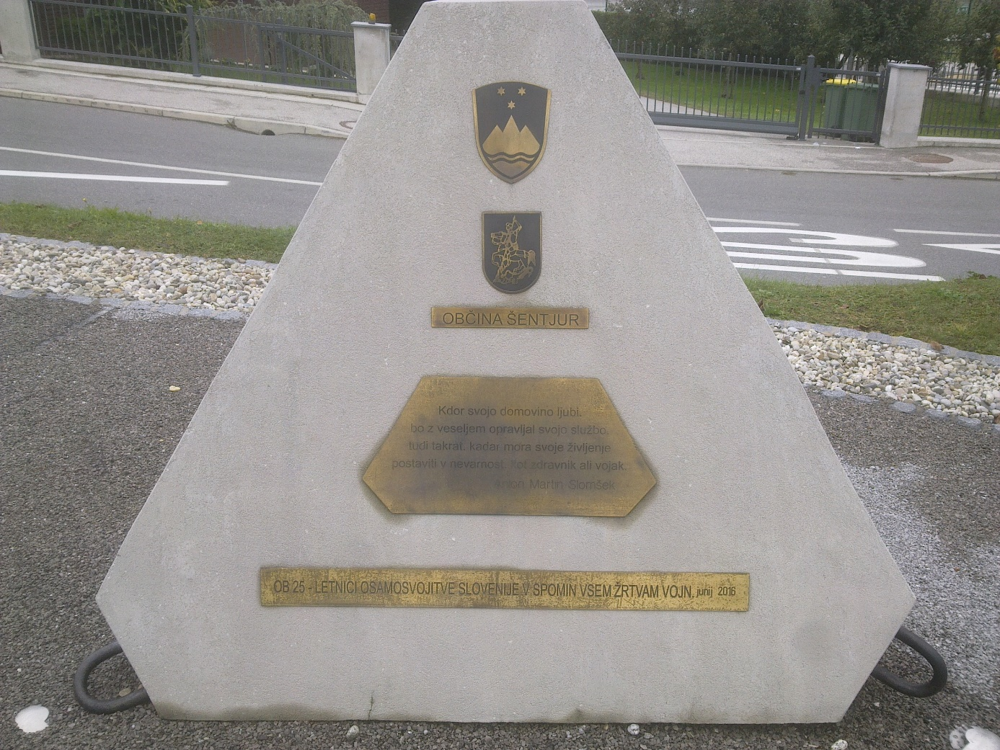 OBČINA ŠENTJUR
Kdor svojo domovino ljubi,
bo z veseljem opravljal svojo službo,
tudi takrat, kadar mora svoje življenje
postaviti v nevarnost, kot zdravnik ali vojak.
Anton Martin Slomšek
OB 25 - LETNICI OSAMOSVOJITVE SLOVENIJE V SPOMIN VSEM ŽRTVAM VOJN, junij 2016